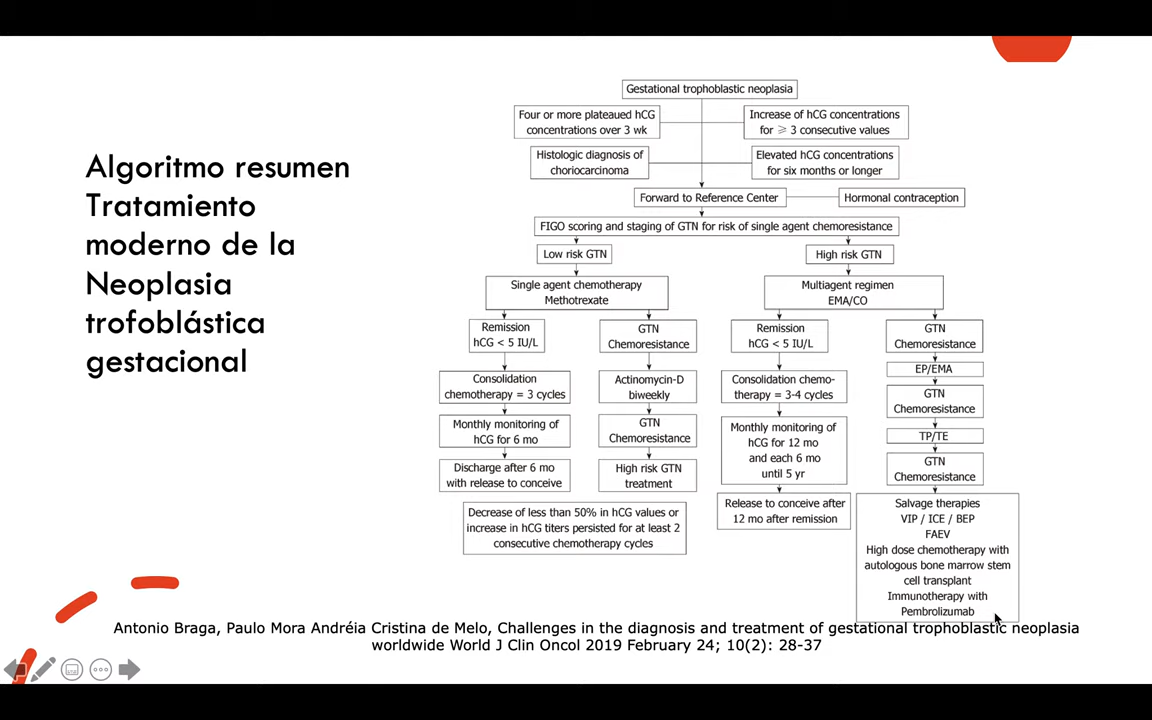 Algoritmo resumen
Tratamiento
moderno de la
Neoplasia
trofoblástica
gestacional
Gestational trophoblastic neoplasia
Four or more plateaued hCG
concentrations over 3 wk
Increase of hCG concentrations
for ⩾ 3 consecutive values
Histologic diagnosis of
choriocarcinoma
Elevated hCG concentrations
for six months or longer
Forward to Reference Center
Hormonal contraception
FIGO scoring and staging of GTN for risk of single agent chemoresistance
Low risk GTN
High risk GTN
Single agent chemotherapy
Methotrexate
Multiagent regimen
EMA/CO
Remission
hCG < 5 IU/L
GTN
Chemoresistance
Remission
hCG < 5 IU/L
GTN
Chemoresistance
Consolidation
chemotherapy = 3 cycles
Actinomycin-D
biweekly
Consolidation chemo-
therapy = 3-4 cycles
EP/EMA
GTN
Chemoresistance
Monthly monitoring of
hCG for 6 mo
GTN
Chemoresistance
Monthly monitoring of
hCG for 12 mo
and each 6 mo
until 5 yr
TP/TE
GTN
Chemoresistance
Discharge after 6 mo
with release to conceive
High risk GTN
treatment
Release to conceive after
12 mo after remission
Salvage therapies
VIP / ICE / BEP
FAEV
High dose chemotherapy with
autologous bone marrow stem
cell transplant
Immunotherapy with
Pembrolizumab
Decrease of less than 50% in hCG values or
increase in hCG titers persisted for at least 2
consecutive chemotherapy cycles
Antonio Braga, Paulo Mora Andréia Cristina de Melo, Challenges in the diagnosis and treatment of gestational trophoblastic neoplasia
worldwide World J Clin Oncol 2019 February 24; 10(2): 28-37